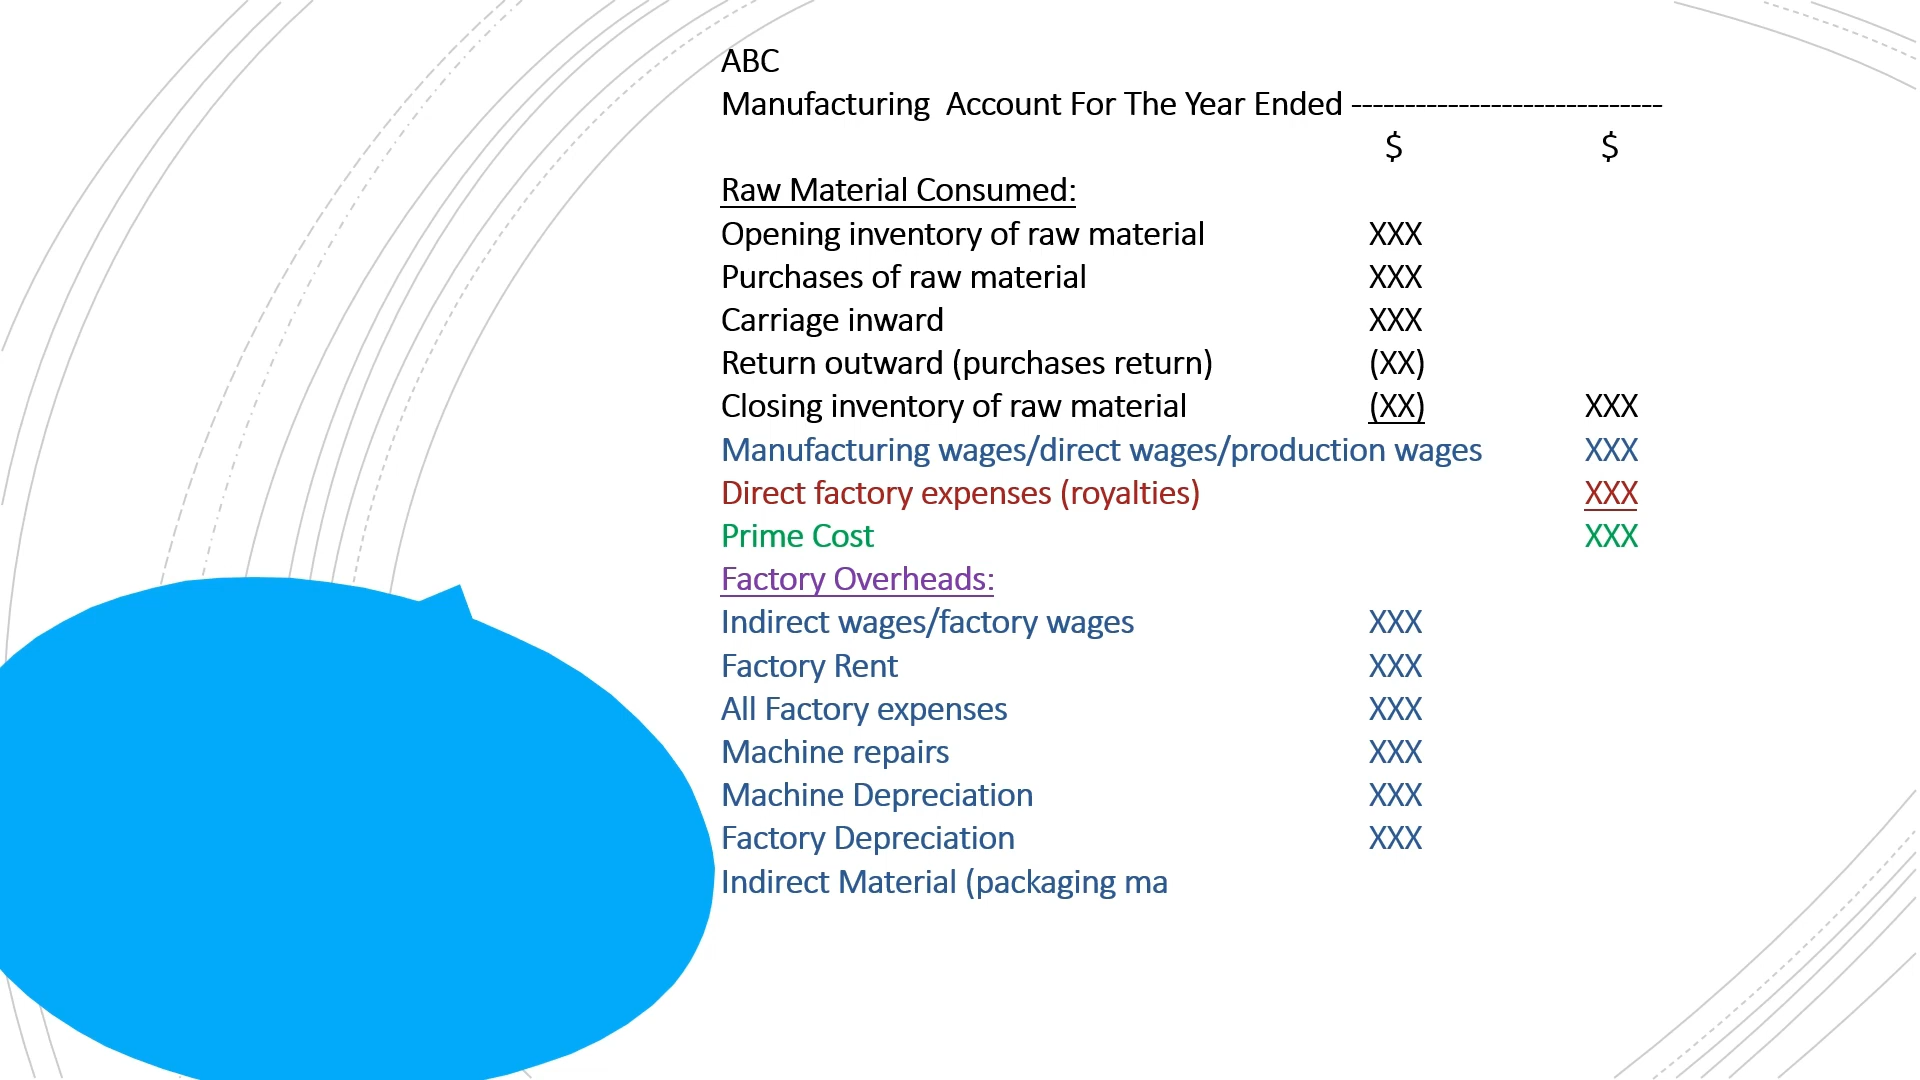 ABC
Manufacturing  Account For The Year Ended -----------------------------
$ $
Raw Material Consumed:
Opening inventory of raw material XXX
Purchases of raw material XXX
Carriage inward XXX
Return outward (purchases return) (XX)
Closing inventory of raw material (XX) XXX
Manufacturing wages/direct wages/production wages XXX
Direct factory expenses (royalties) XXX
Prime Cost XXX
Factory Overheads:
Indirect wages/factory wages XXX
Factory Rent XXX
All Factory expenses XXX
Machine repairs XXX
Machine Depreciation XXX
Factory Depreciation XXX
Indirect Material (packaging ma